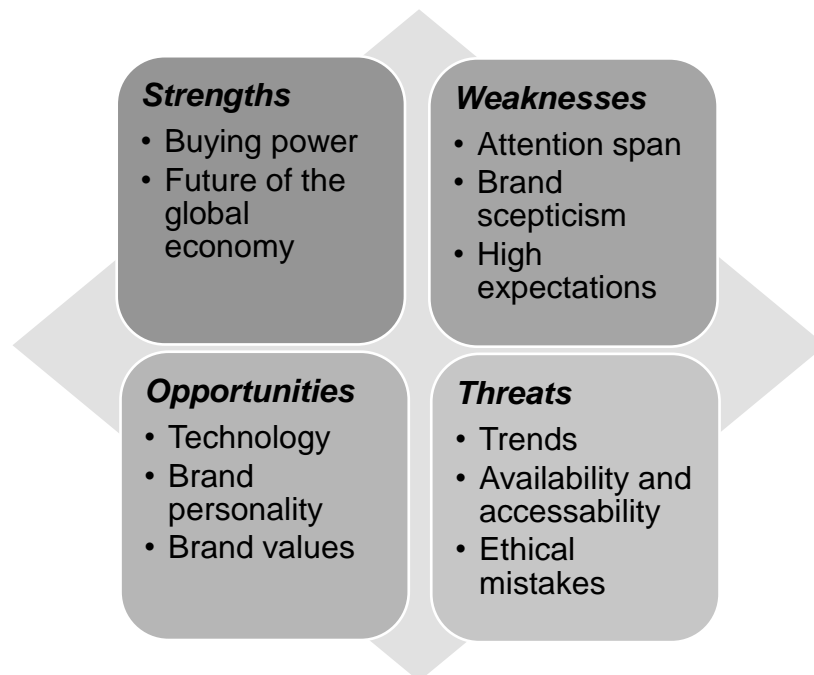 Strengths
• Buying power
• Future of the
global
economy
Weaknesses
• Attention span
• Brand
scepticism
• High
expectations
Opportunities
• Technology
• Brand
personality
• Brand values
Threats
• Trends
• Availability and
accessability
• Ethical
mistakes